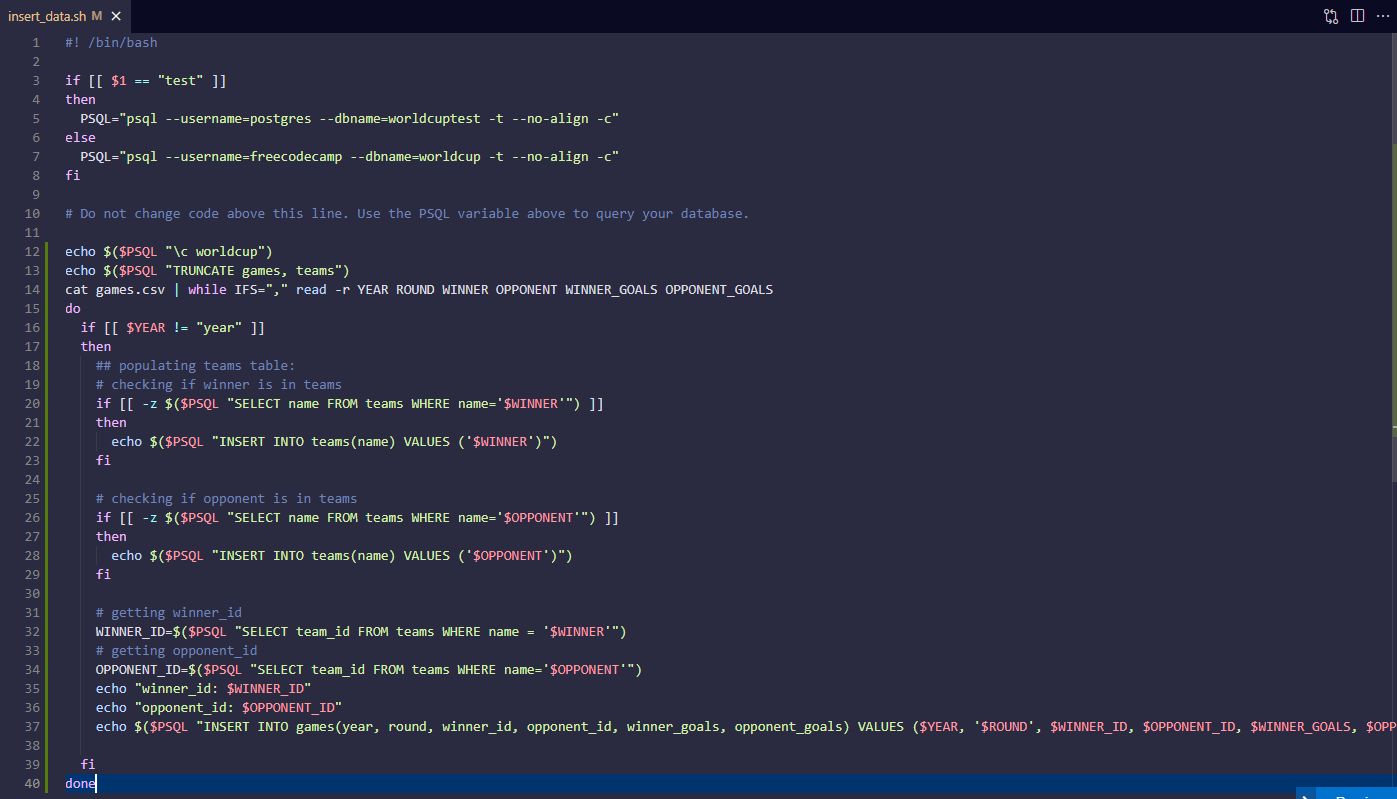 insert_data.sh M
1 #! /bin/bash
2
3 if [[ $1 == "test" ]]
4 then
5   PSQL="psql --username=postgres --dbname=worldcuptest -t --no-align -c"
6 else
7   PSQL="psql --username=freecodecamp --dbname=worldcup -t --no-align -c"
8 fi
9
10 # Do not change code above this line. Use the PSQL variable above to query your database.
11
12 echo $($PSQL "\c worldcup")
13 echo $($PSQL "TRUNCATE games, teams")
14 cat games.csv | while IFS="," read -r YEAR ROUND WINNER OPPONENT WINNER_GOALS OPPONENT_GOALS
15 do
16   if [[ $YEAR != "year" ]]
17   then
18     ## populating teams table:
19     # checking if winner is in teams
20     if [[ -z $($PSQL "SELECT name FROM teams WHERE name='$WINNER'") ]]
21     then
22       echo $($PSQL "INSERT INTO teams(name) VALUES ('$WINNER')")
23     fi
24
25     # checking if opponent is in teams
26     if [[ -z $($PSQL "SELECT name FROM teams WHERE name='$OPPONENT'") ]]
27     then
28       echo $($PSQL "INSERT INTO teams(name) VALUES ('$OPPONENT')")
29     fi
30
31     # getting winner_id
32     WINNER_ID=$($PSQL "SELECT team_id FROM teams WHERE name = '$WINNER'")
33     # getting opponent_id
34     OPPONENT_ID=$($PSQL "SELECT team_id FROM teams WHERE name='$OPPONENT'")
35     echo "winner_id: $WINNER_ID"
36     echo "opponent_id: $OPPONENT_ID"
37     echo $($PSQL "INSERT INTO games(year, round, winner_id, opponent_id, winner_goals, opponent_goals) VALUES ($YEAR, '$ROUND', $WINNER_ID, $OPPONENT_ID, $WINNER_GOALS, $OPP
38
39   fi
40 done